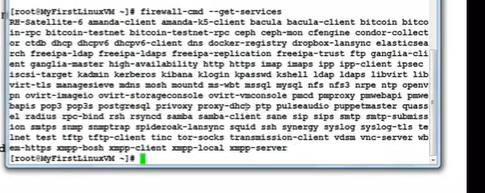 [root@MyFirstLinuxVM ~]# firewall-cmd --get-services
RH-Satellite-6 amanda-client amanda-k5-client bacula bacula-client bitcoin bitco
in-rpc bitcoin-testnet bitcoin-testnet-rpc ceph ceph-mon cfengine condor-collect
or ctdb dhcp dhcpv6 dhcpv6-client dns docker-registry dropbox-lansync elasticsea
rch freeipa-ldap freeipa-ldaps freeipa-replication freeipa-trust ftp ganglia-cli
ent ganglia-master high-availability http https imap imaps ipp ipp-client ipsec
iscsi-target kadmin kerberos kibana klogin kpasswd kshell ldap ldaps libvirt lib
virt-tls managesieve mdns mosh mountd ms-wbt mssql mysql nfs nfs3 nrpe ntp openv
pn ovirt-imageio ovirt-storageconsole ovirt-vmconsole pmcd pmproxy pmwebapi pmwe
bapis pop3 pop3s postgresql privoxy proxy-dhcp ptp pulseaudio puppetmaster quass
el radius rpc-bind rsh rsyncd samba samba-client sane sip sips smtp smtp-submiss
ion smtps snmp snmptrap spideroak-lansync squid ssh synergy syslog syslog-tls te
lnet test tftp tftp-client tinc tor-socks transmission-client vdsm vnc-server wb
em-https xmpp-bosh xmpp-client xmpp-local xmpp-server
[root@MyFirstLinuxVM ~]#